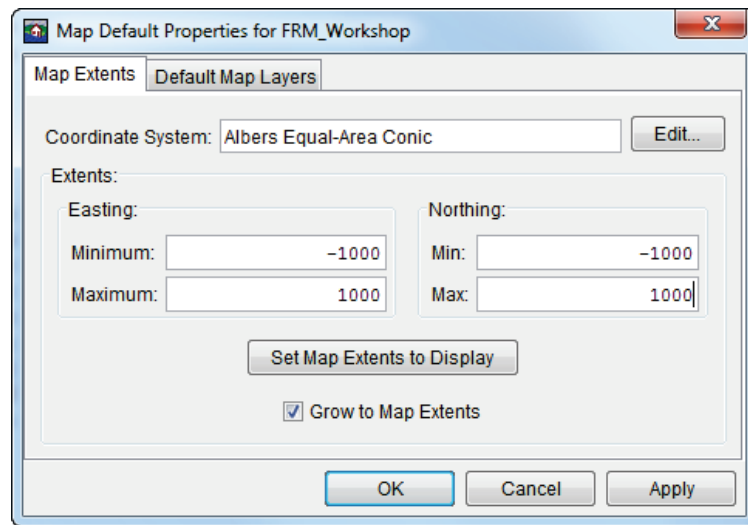 Map Default Properties for FRM_Workshop
Map Extents Default Map Layers
Coordinate System: Albers Equal-Area Conic Edit...
Extents:
Easting: Northing:
Minimum: -1000 Min: -1000
Maximum: 1000 Max: 1000
Set Map Extents to Display
Grow to Map Extents
OK Cancel Apply